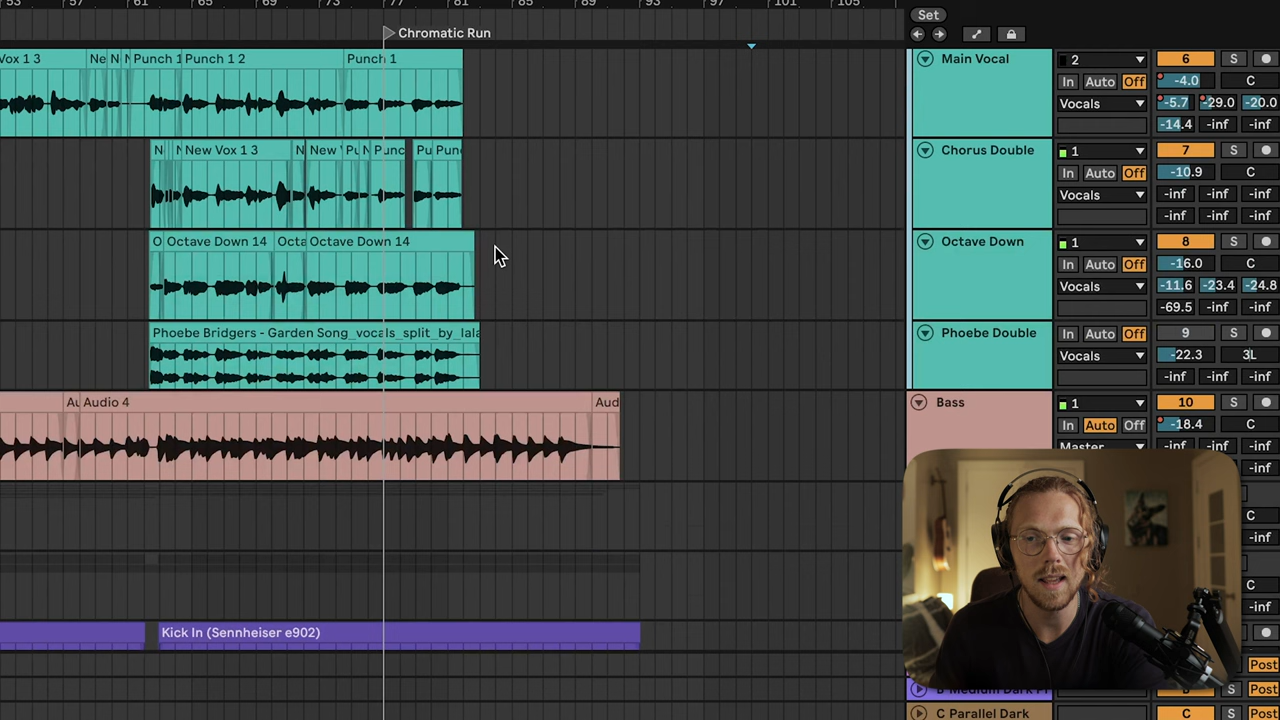 53 57 61 65 69 73 77 81 85 89 93 97 101 105
Set
Chromatic Run
Vox 1 3 Ne N N Punch 1 Punch 1 2 Punch 1
Main Vocal 2 6 S
In Auto Off -4.0 C
Vocals -5.7 -29.0 -20.0
-14.4 -inf -inf
N N New Vox 1 3 N New Pu N Punc Pu Pun
Chorus Double 1 7 S
In Auto Off -10.9 C
Vocals -inf -inf -inf
-inf -inf -inf
O Octave Down 14 Octa Octave Down 14
Octave Down 1 8 S
In Auto Off -16.0 C
Vocals -11.6 -23.4 -24.8
-69.5 -inf -inf
Phoebe Bridgers - Garden Song_vocals_split_by_lala
Phoebe Double In Auto Off 9 S
Vocals -22.3 3L
-inf -inf -inf
Au Audio 4 Aud
Bass 1 10 S
In Auto Off -18.4 C
Master -inf
C
-inf
C
-inf
Kick In (Sennheiser e902)
Post
S Post
C Parallel Dark C S Post